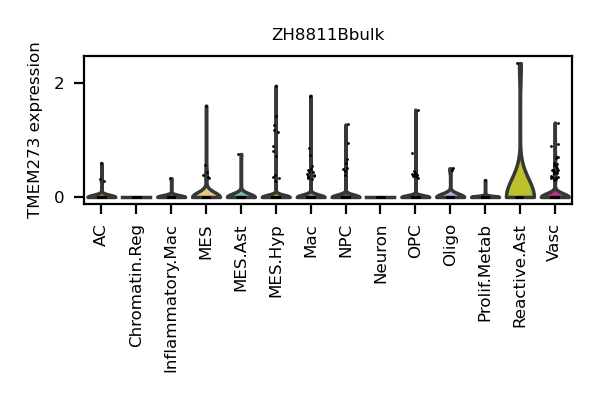 ZH8811Bbulk
TMEM273 expression
2
0
AC
Chromatin.Reg
Inflammatory.Mac
MES
MES.Ast
MES.Hyp
Mac
NPC
Neuron
OPC
Oligo
Prolif.Metab
Reactive.Ast
Vasc